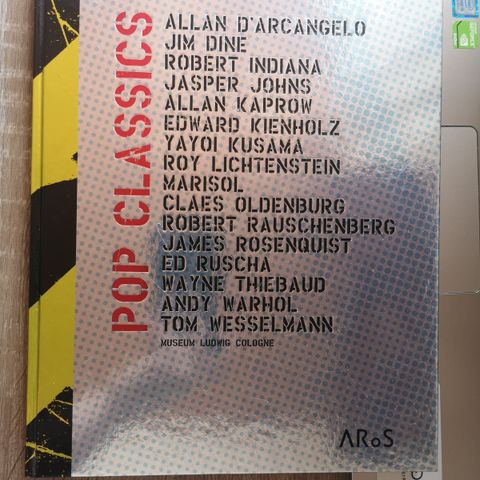 POP CLASSICS
ALLAN D'ARCANGELO
JIM DINE
ROBERT INDIANA
JASPER JOHNS
ALLAN KAPROW
EDWARD KIENHOLZ
YAYOI KUSAMA
ROY LICHTENSTEIN
MARISOL
CLAES OLDENBURG
ROBERT RAUSCHENBERG
JAMES ROSENQUIST
ED RUSCHA
WAYNE THIEBAUD
ANDY WARHOL
TOM WESSELMANN
MUSEUM LUDWIG COLOGNE
AROS